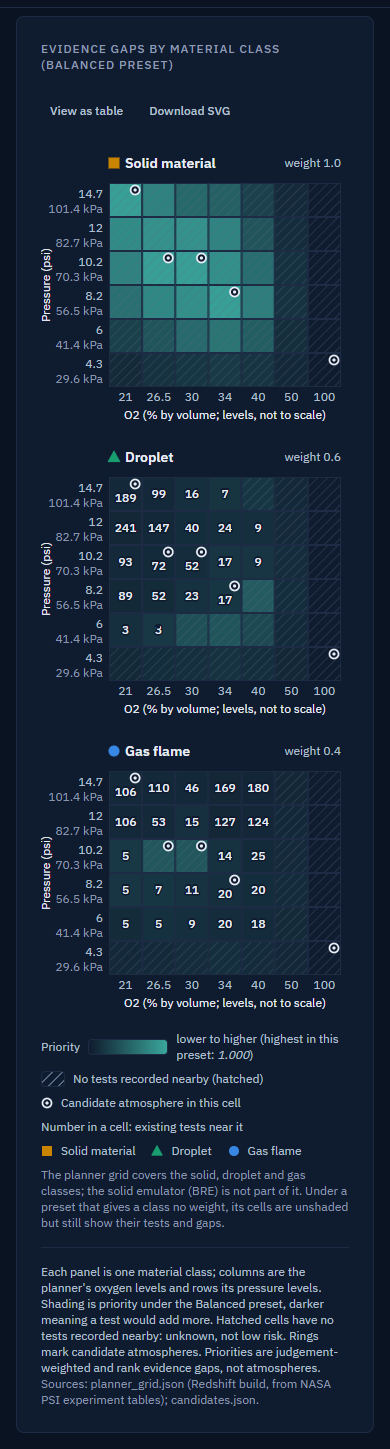 EVIDENCE GAPS BY MATERIAL CLASS
(BALANCED PRESET)
View as table Download SVG
Solid material weight 1.0
Pressure (psi)
14.7
101.4 kPa
12
82.7 kPa
10.2
70.3 kPa
8.2
56.5 kPa
6
41.4 kPa
4.3
29.6 kPa
21 26.5 30 34 40 50 100
O2 (% by volume; levels, not to scale)
Droplet weight 0.6
Pressure (psi)
14.7 189 99 16 7
101.4 kPa
12 241 147 40 24 9
82.7 kPa
10.2 93 72 52 17 9
70.3 kPa
8.2 89 52 23 17
56.5 kPa
6 3 3
41.4 kPa
4.3
29.6 kPa
21 26.5 30 34 40 50 100
O2 (% by volume; levels, not to scale)
Gas flame weight 0.4
Pressure (psi)
14.7 106 110 46 169 180
101.4 kPa
12 106 53 15 127 124
82.7 kPa
10.2 5 14 25
70.3 kPa
8.2 5 7 11 20 20
56.5 kPa
6 5 5 9 20 18
41.4 kPa
4.3
29.6 kPa
21 26.5 30 34 40 50 100
O2 (% by volume; levels, not to scale)
Priority lower to higher (highest in this
preset: 1.000)
No tests recorded nearby (hatched)
Candidate atmosphere in this cell
Number in a cell: existing tests near it
Solid material Droplet Gas flame
The planner grid covers the solid, droplet and gas
classes; the solid emulator (BRE) is not part of it. Under a
preset that gives a class no weight, its cells are unshaded
but still show their tests and gaps.
Each panel is one material class; columns are the
planner's oxygen levels and rows its pressure levels.
Shading is priority under the Balanced preset, darker
meaning a test would add more. Hatched cells have no
tests recorded nearby: unknown, not low risk. Rings
mark candidate atmospheres. Priorities are judgement-
weighted and rank evidence gaps, not atmospheres.
Sources: planner_grid.json (Redshift build, from NASA
PSI experiment tables); candidates.json.